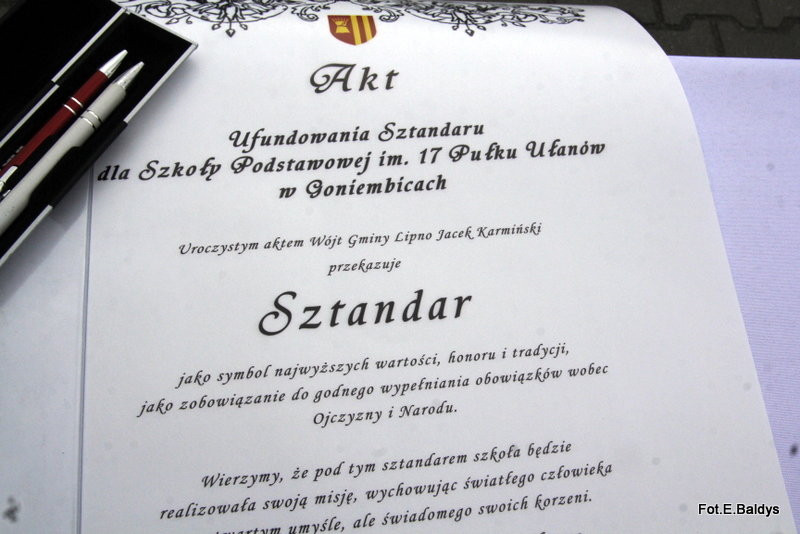 Akt
Ufundowania Sztandaru
dla Szkoły Podstawowej im. 17 Pułku Ułanów
w Goniembicach
Uroczystym aktem Wójt Gminy Lipno Jacek Karmiński
przekazuje
Sztandar
jako symbol najwyższych wartości, honoru i tradycji,
jako zobowiązanie do godnego wypełniania obowiązków wobec
Ojczyzny i Narodu.
Wierzymy, że pod tym sztandarem szkoła będzie
realizowała swoją misję, wychowując światłego człowieka
umyśle, ale świadomego swoich korzeni.
Fot.E.Baldys